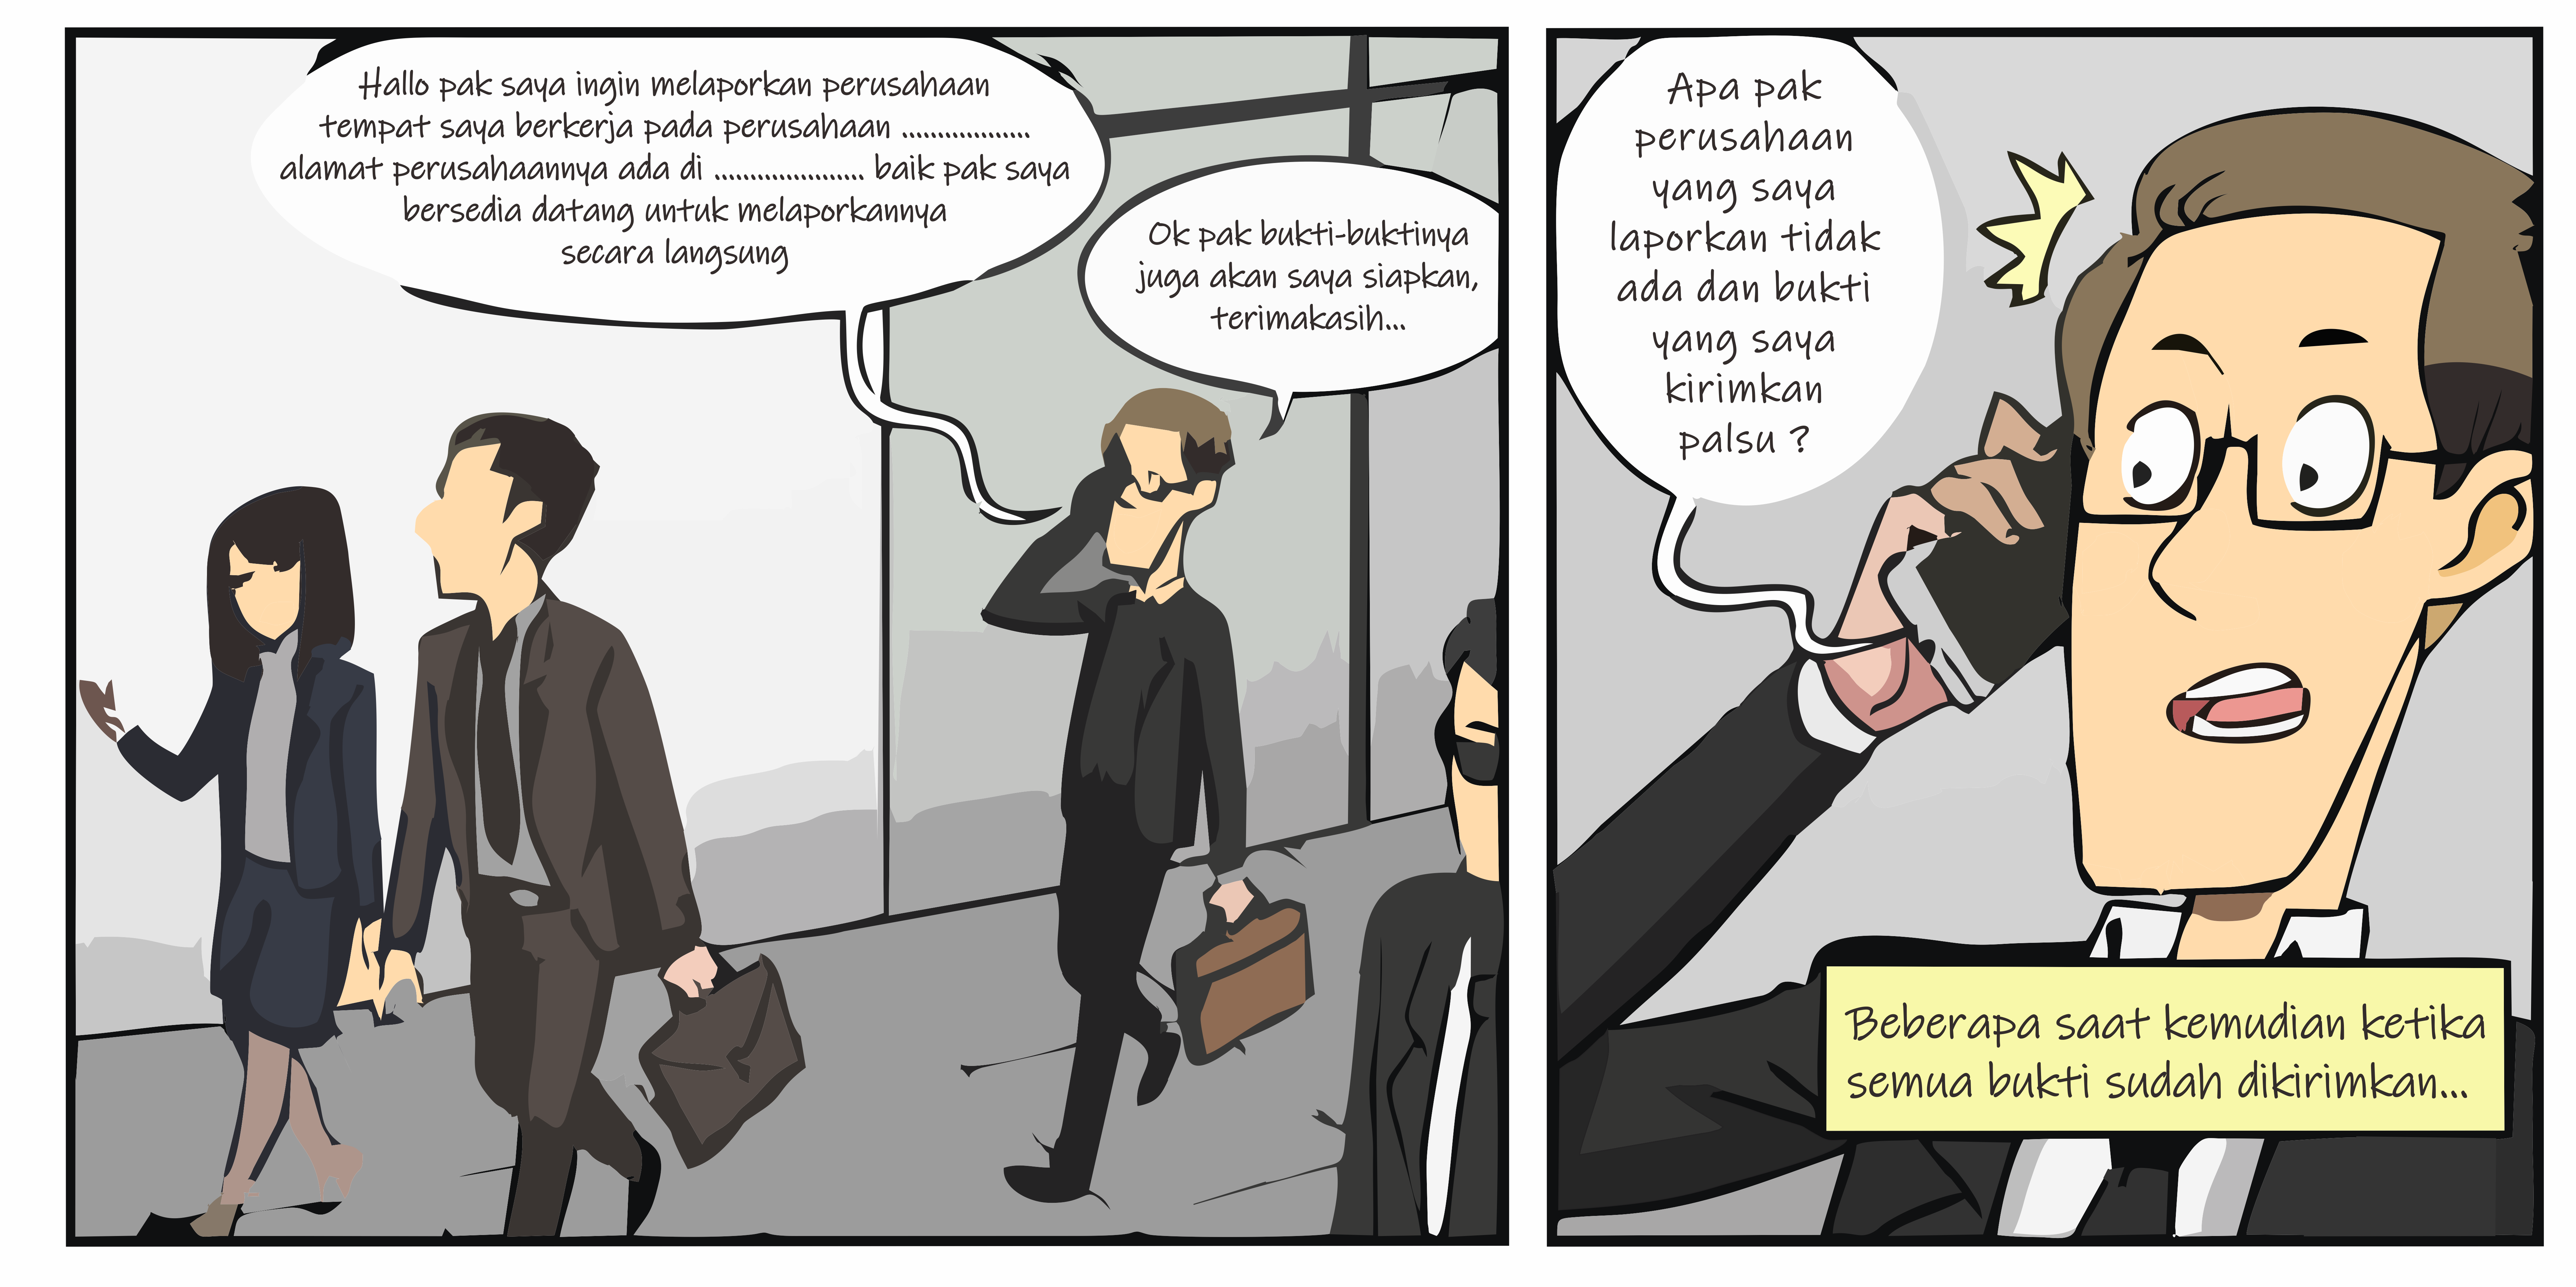 Hallo pak saya ingin melaporkan perusahaan
tempat saya berkerja pada perusahaan ..................
alamat perusahaannya ada di ..................... baik pak saya
bersedia datang untuk melaporkannya
secara langsung
Ok pak bukti-buktinya
juga akan saya siapkan,
terimakasih...
Apa pak
perusahaan
yang saya
laporkan tidak
ada dan bukti
yang saya
kirimkan
palsu ?
Beberapa saat kemudian ketika
semua bukti sudah dikirimkan...